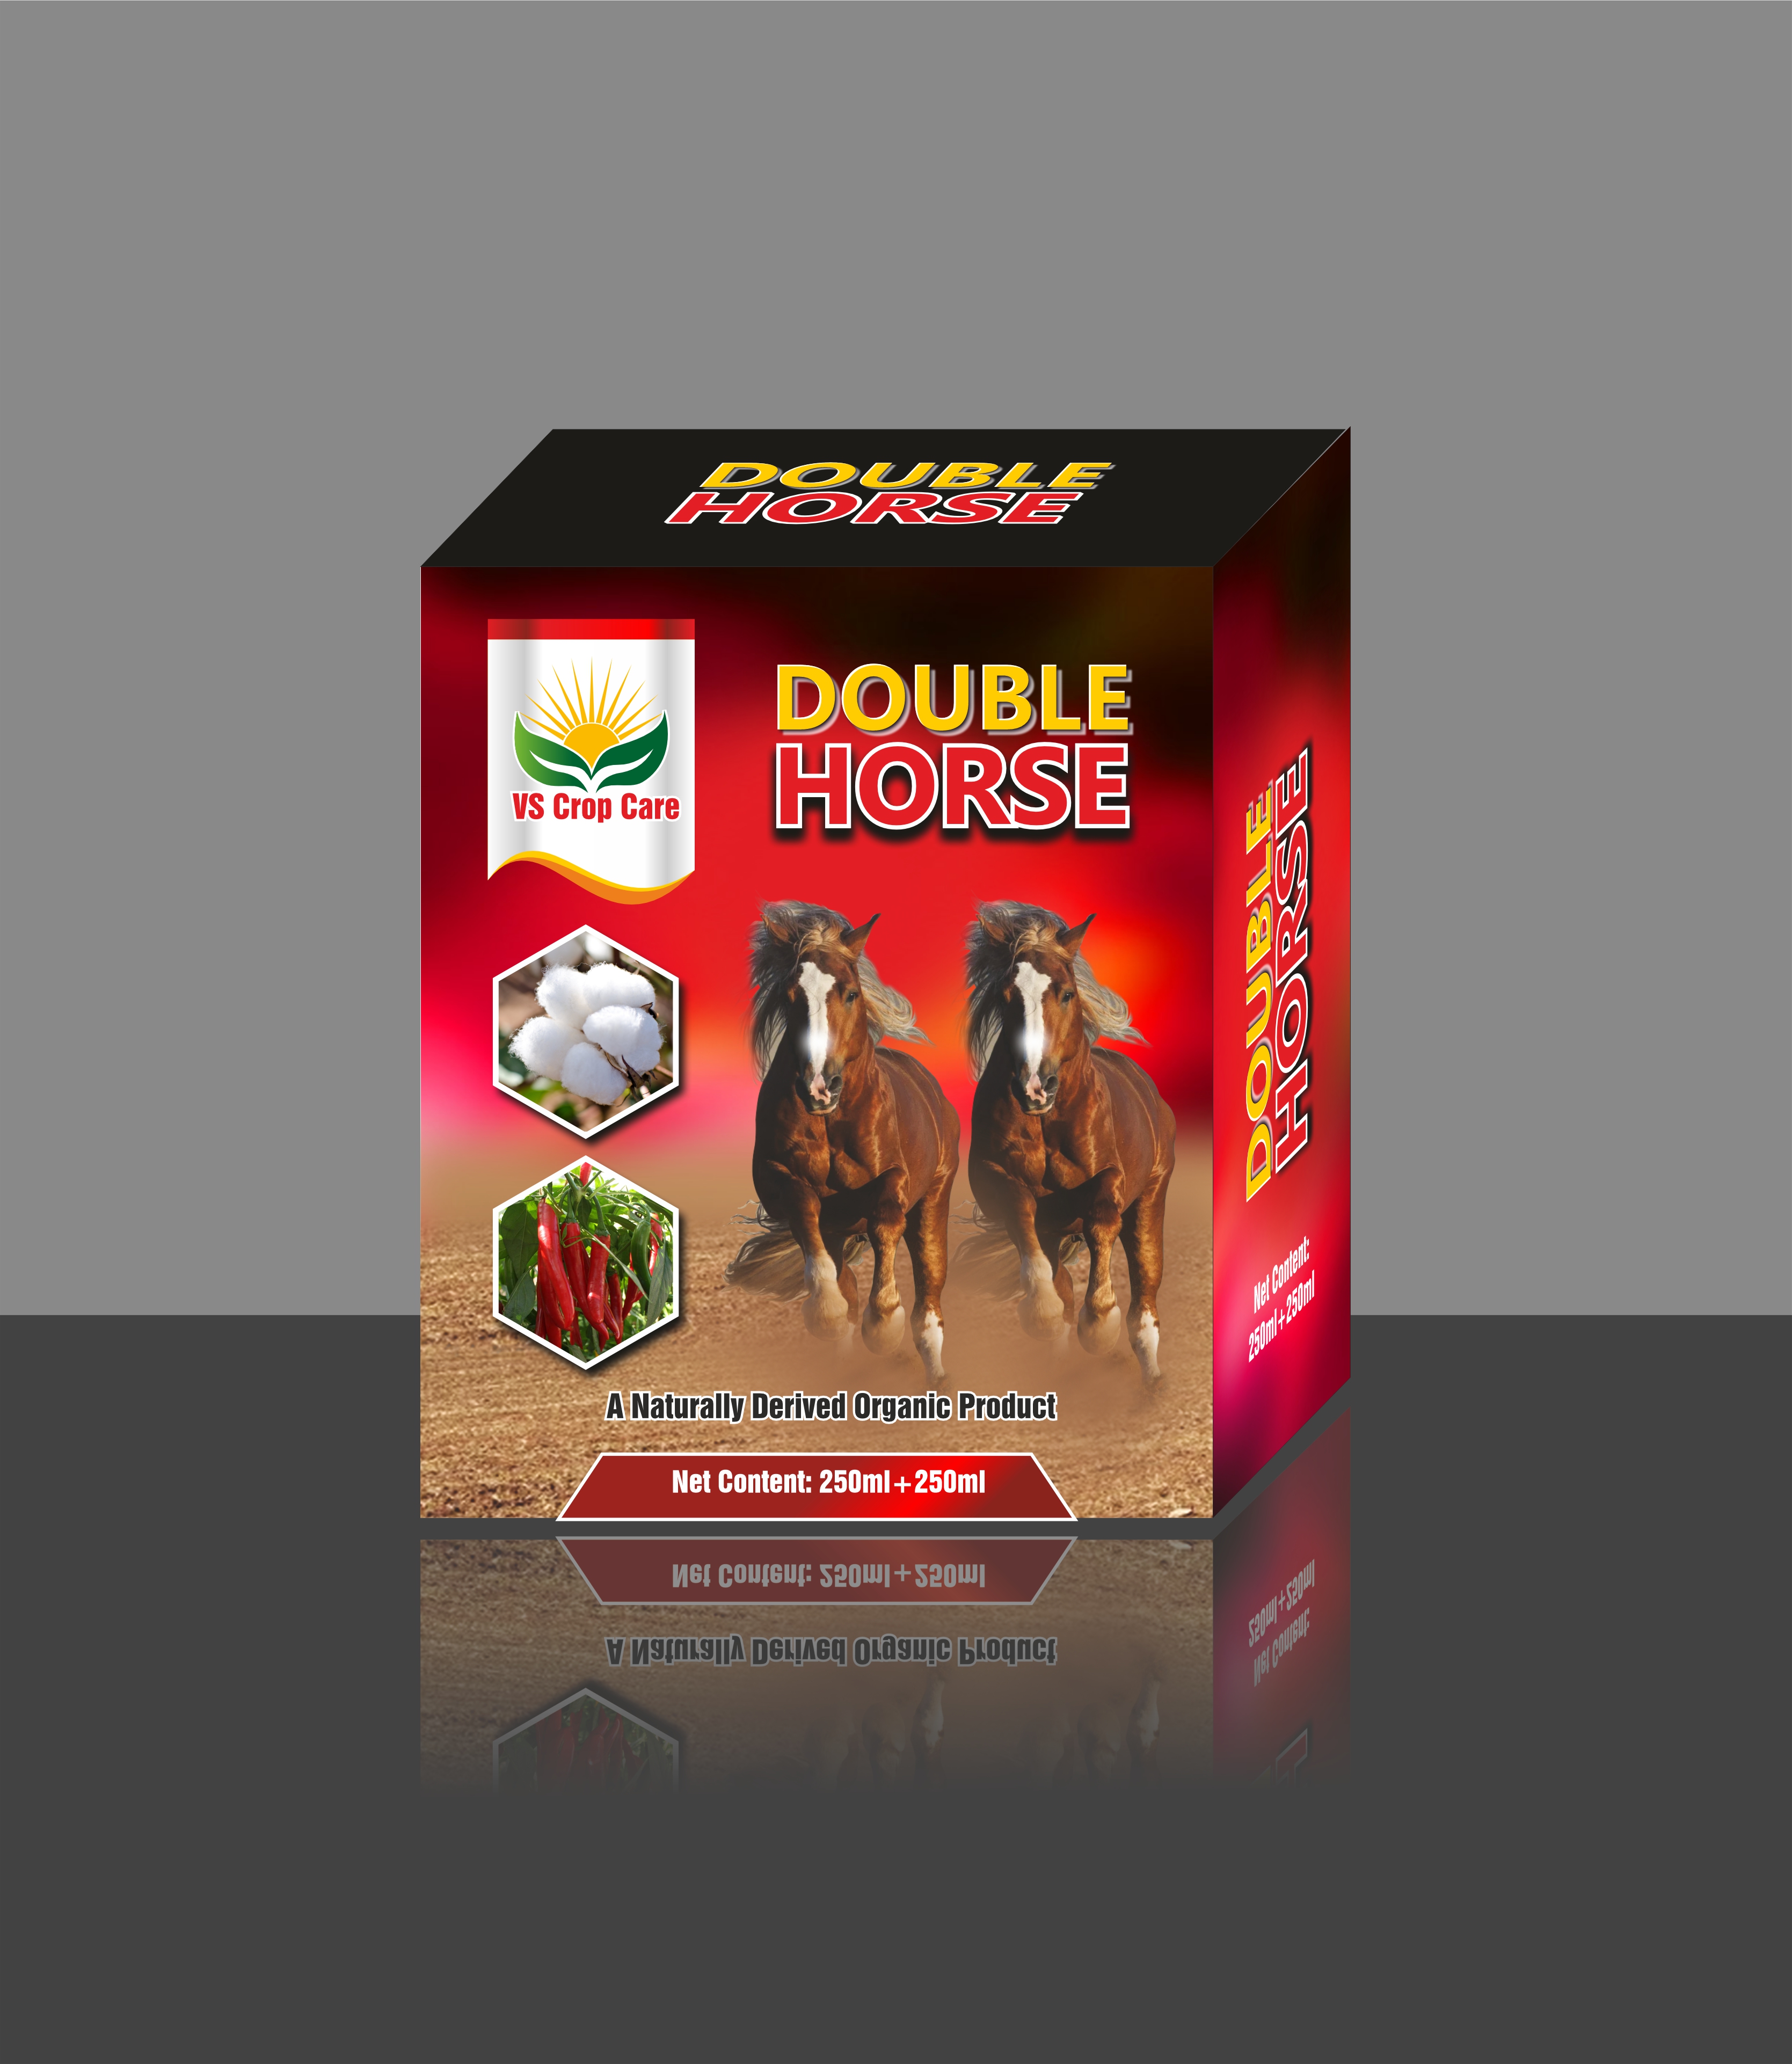 DOUBLE
HORSE
VS Crop Care
DOUBLE
HORSE
A Naturally Derived Organic Product
Net Content: 250ml+250ml
DOUBLE
HORSE
Net Content:
250ml+250ml